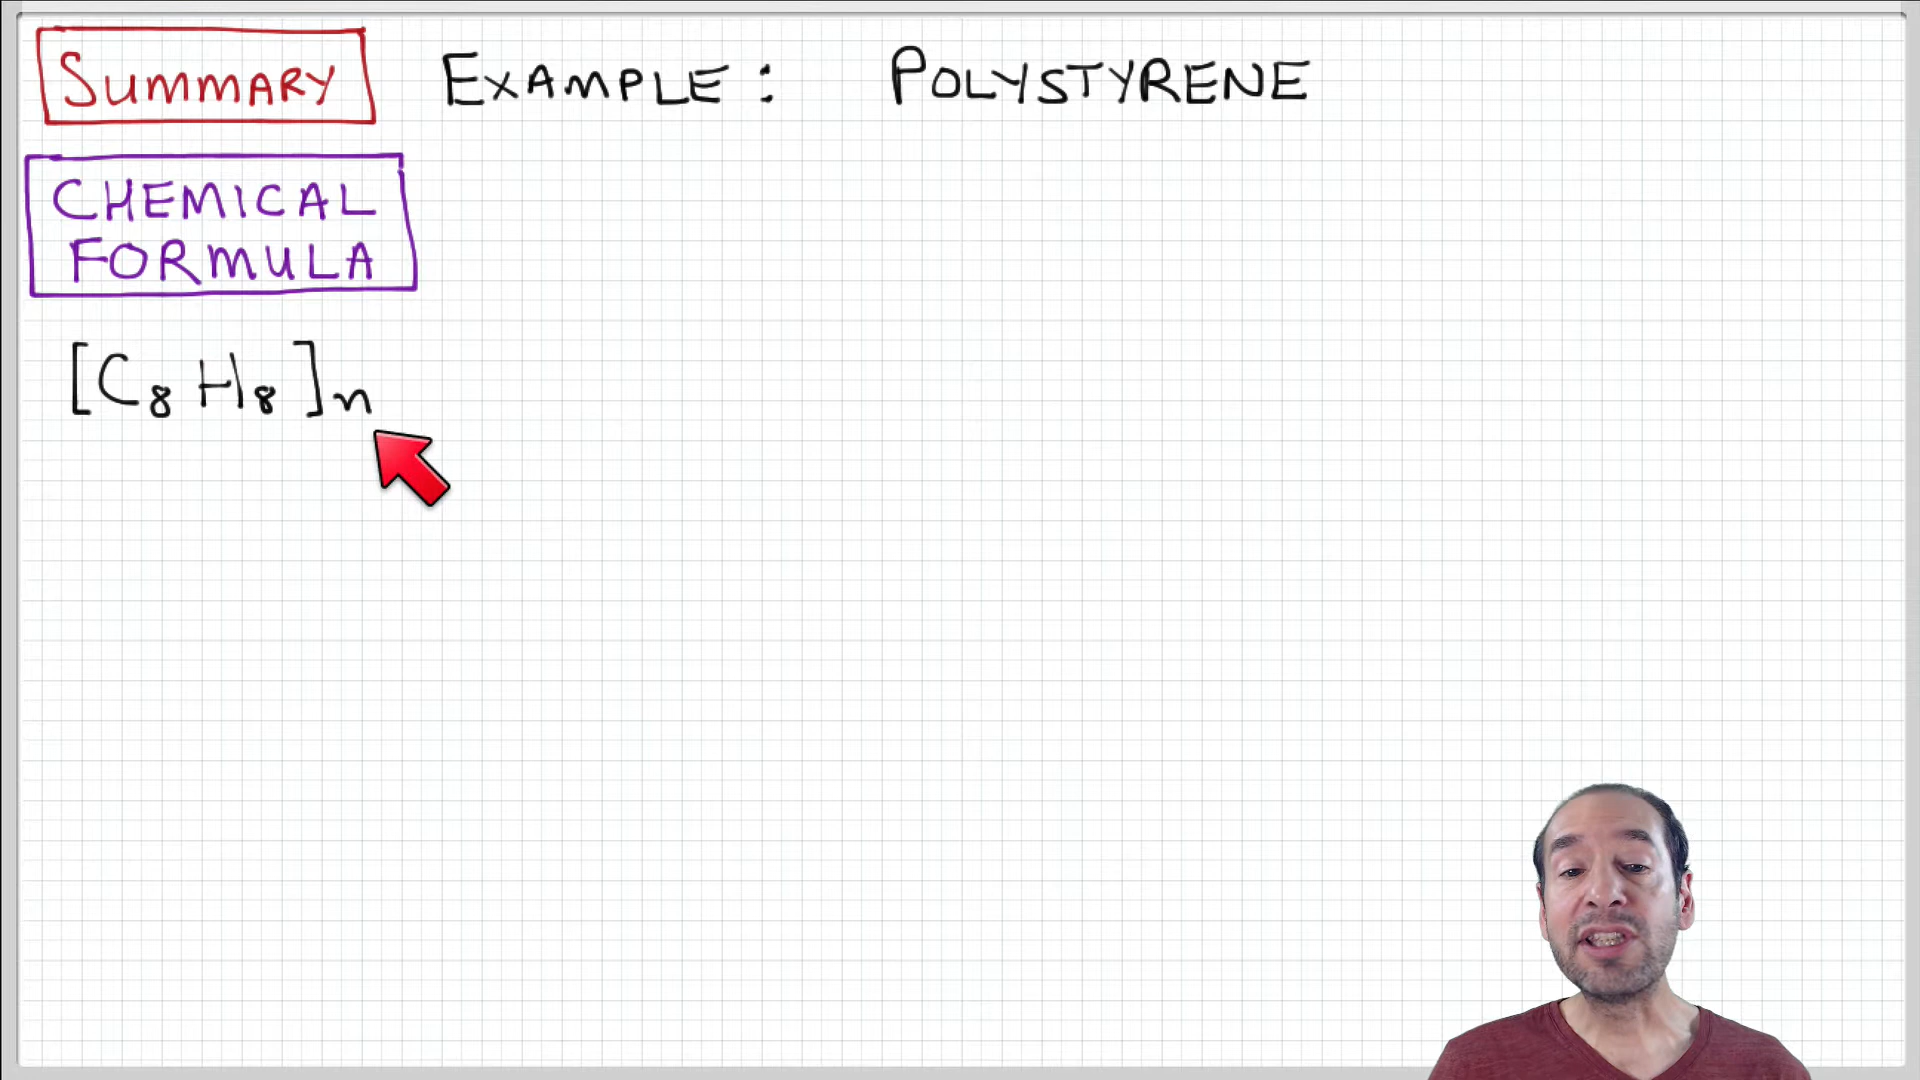 SUMMARY EXAMPLE: POLYSTYRENE
CHEMICAL
FORMULA
[C₈H₈]ₙ